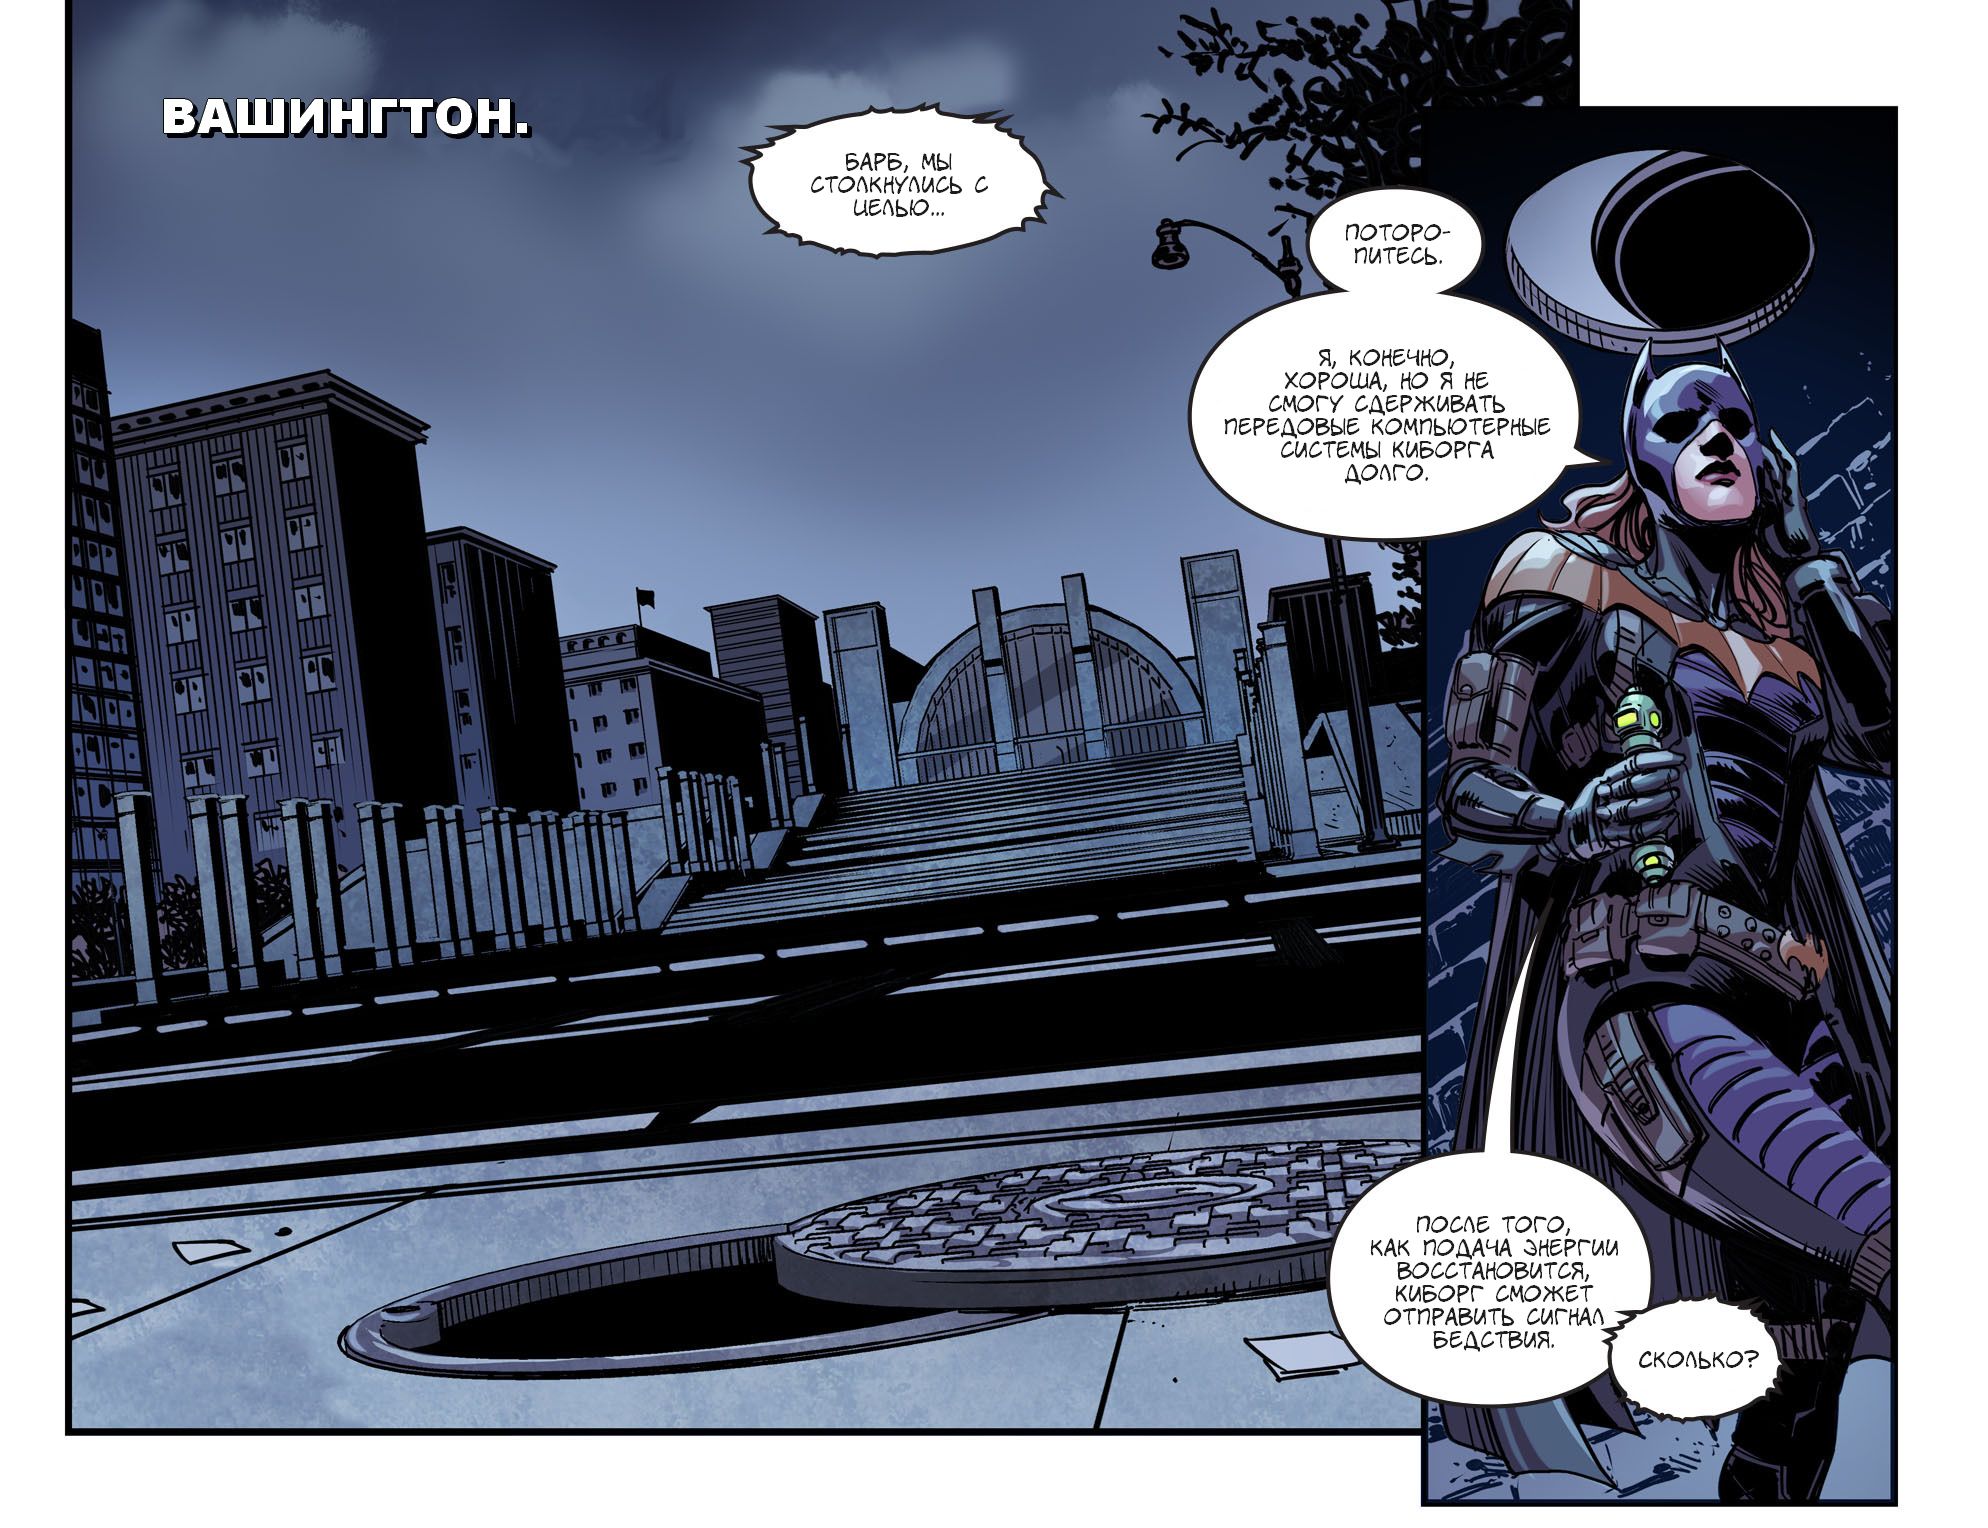 ВАШИНГТОН.
БАРБ, МЫ
СТОЛКНУЛИСЬ С
ЦЕЛЬЮ...
ПОТОРО-
ПИТЕСЬ.
Я, КОНЕЧНО,
ХОРОША, НО Я НЕ
СМОГУ СДЕРЖИВАТЬ
ПЕРЕДОВЫЕ КОМПЬЮТЕРНЫЕ
СИСТЕМЫ КИБОРГА
ДОЛГО.
ПОСЛЕ ТОГО,
КАК ПОДАЧА ЭНЕРГИИ
ВОССТАНОВИТСЯ,
КИБОРГ СМОЖЕТ
ОТПРАВИТЬ СИГНАЛ
БЕДСТВИЯ.
СКОЛЬКО?